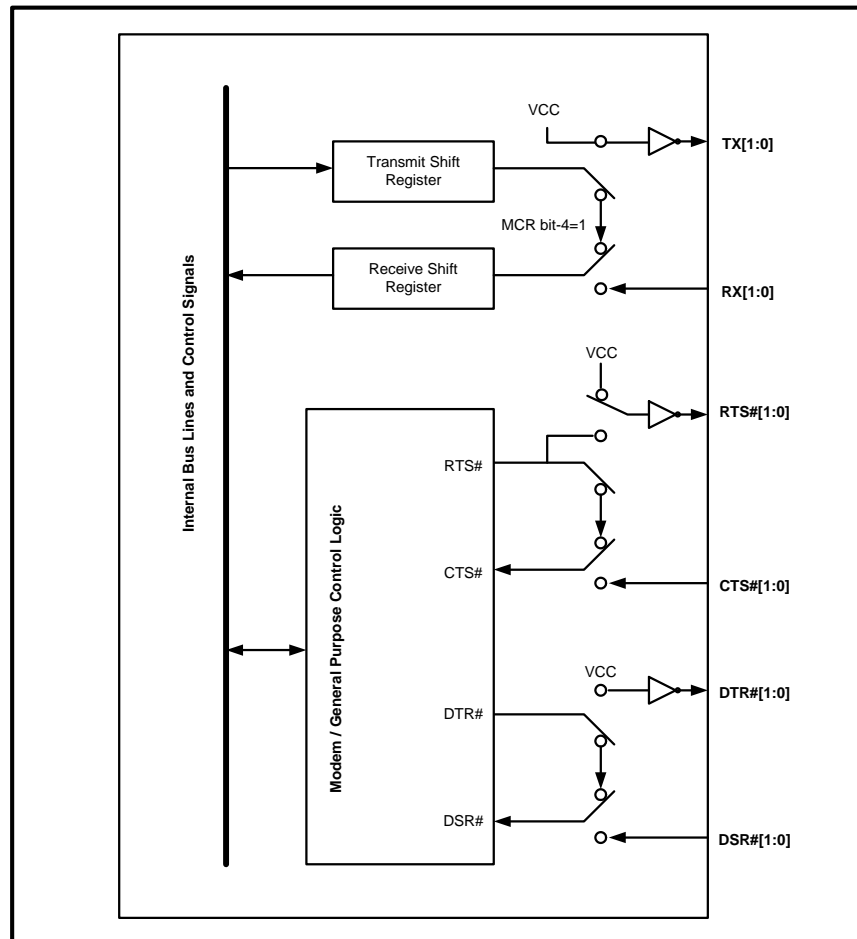 VCC
TX[1:0]
Transmit Shift
Register
MCR bit-4=1
Receive Shift
Register
RX[1:0]
Internal Bus Lines and Control Signals
VCC
RTS#[1:0]
RTS#
CTS#
CTS#[1:0]
Modem / General Purpose Control Logic
VCC
DTR#[1:0]
DTR#
DSR#
DSR#[1:0]